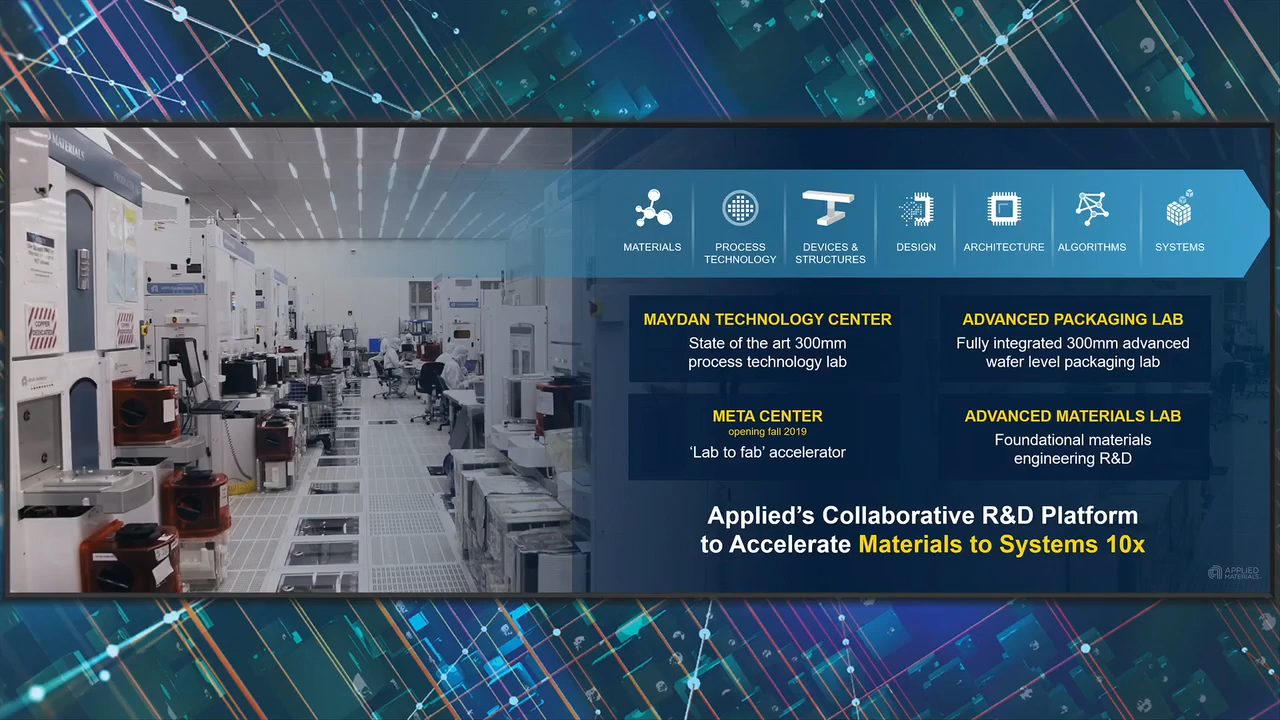 MATERIALS
PROCESS
TECHNOLOGY
DEVICES &
STRUCTURES
DESIGN
ARCHITECTURE
ALGORITHMS
SYSTEMS
MAYDAN TECHNOLOGY CENTER
State of the art 300mm
process technology lab
ADVANCED PACKAGING LAB
Fully integrated 300mm advanced
wafer level packaging lab
META CENTER
opening fall 2019
‘Lab to fab’ accelerator
ADVANCED MATERIALS LAB
Foundational materials
engineering R&D
Applied’s Collaborative R&D Platform
to Accelerate Materials to Systems 10x
APPLIED
MATERIALS
MATERIALS
COPPER
DEDICATED